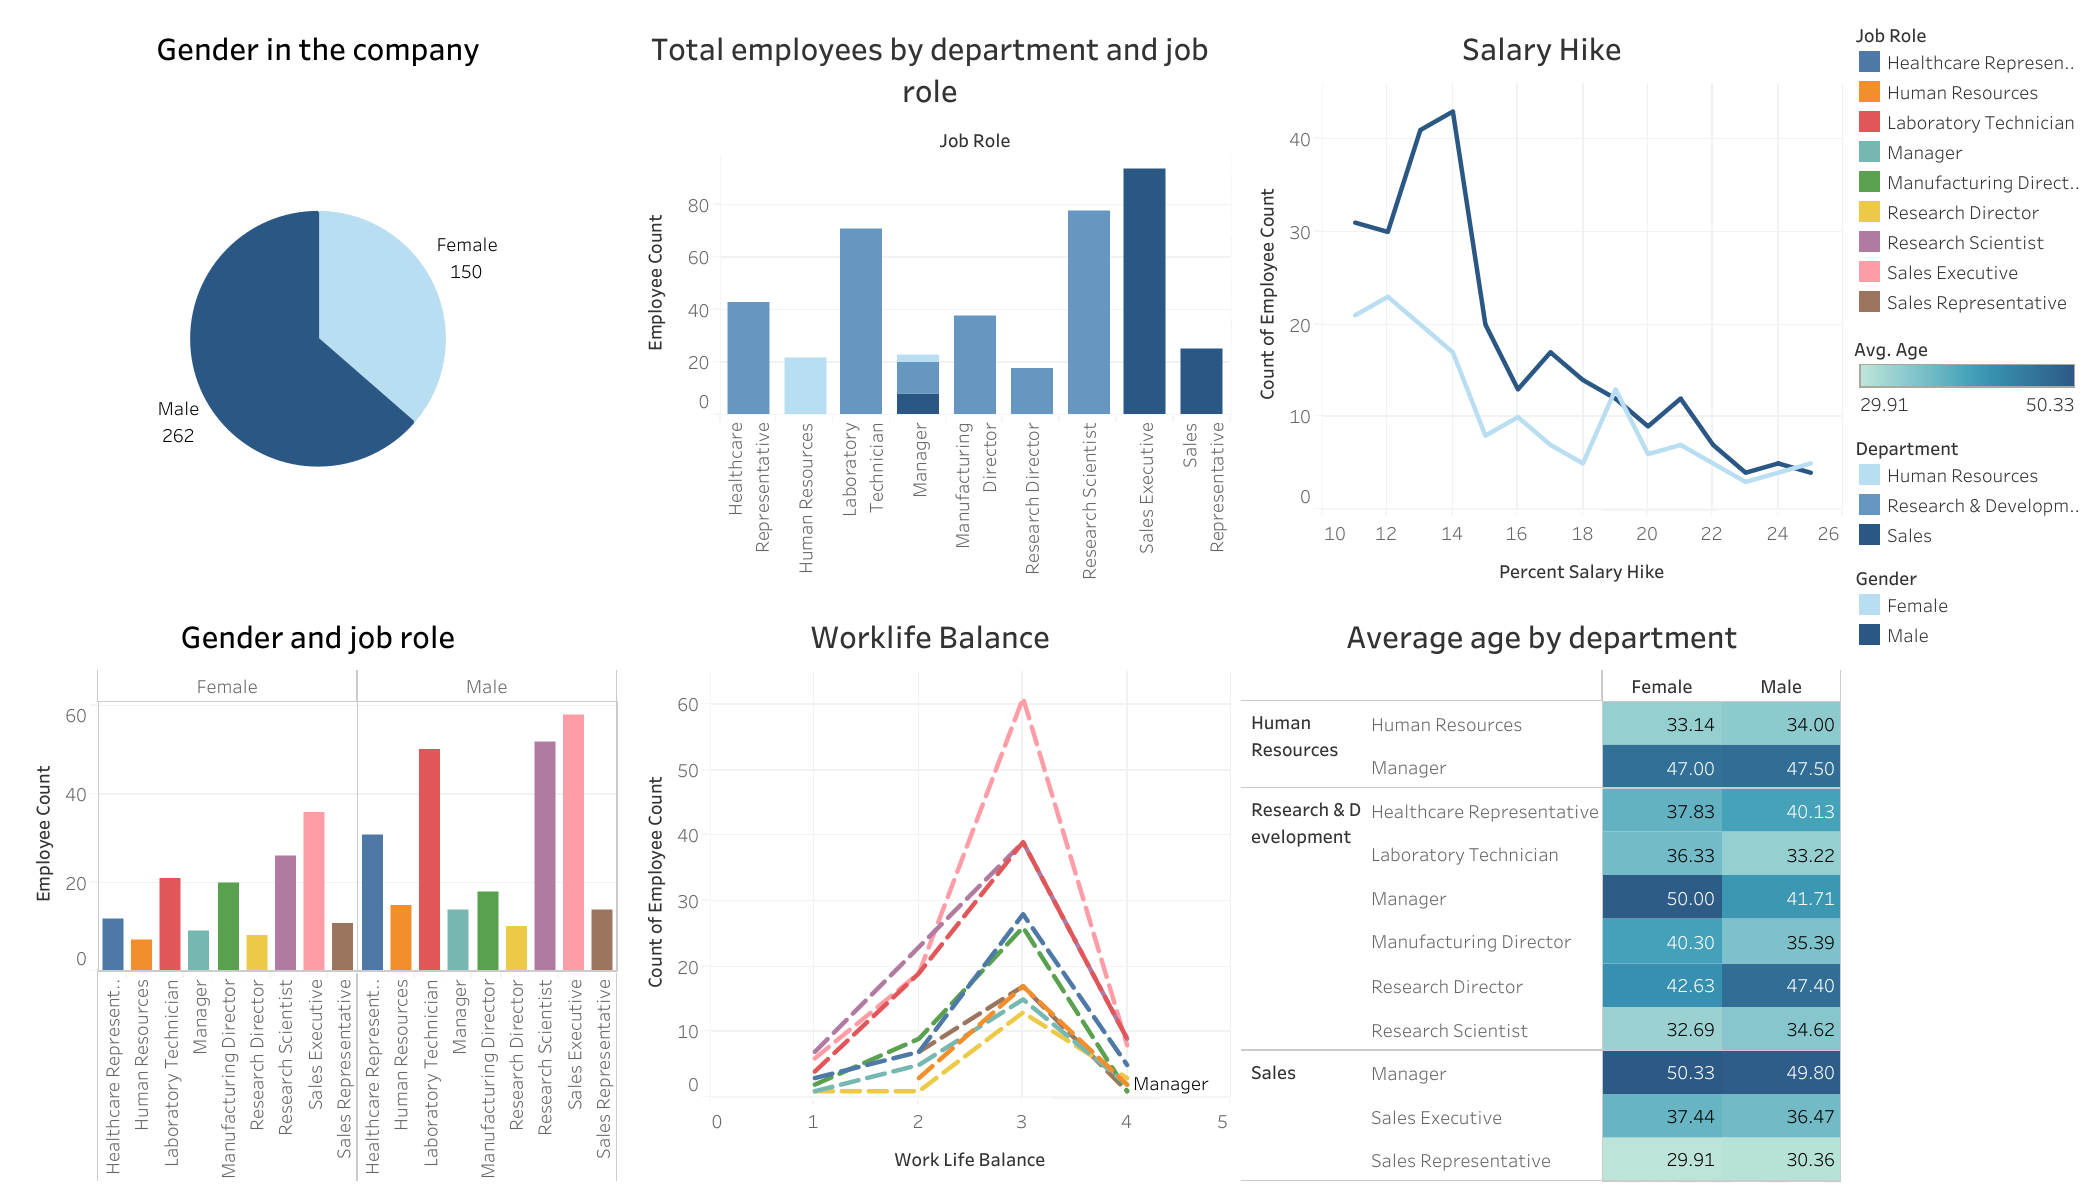 Gender in the company
Female
150
Male
262
Total employees by department and job
role
Job Role
Employee Count
80
60
40
20
0
Healthcare
Representative
Human Resources
Laboratory
Technician
Manager
Manufacturing
Director
Research Director
Research Scientist
Sales Executive
Sales
Representative
Salary Hike
Count of Employee Count
40
30
20
10
0
10 12 14 16 18 20 22 24 26
Percent Salary Hike
Job Role
Healthcare Represen..
Human Resources
Laboratory Technician
Manager
Manufacturing Direct..
Research Director
Research Scientist
Sales Executive
Sales Representative
Avg. Age
29.91 50.33
Department
Human Resources
Research & Developm..
Sales
Gender
Female
Male
Gender and job role
Female Male
Employee Count
60
40
20
0
Healthcare Represent..
Human Resources
Laboratory Technician
Manager
Manufacturing Director
Research Director
Research Scientist
Sales Executive
Sales Representative
Healthcare Represent..
Human Resources
Laboratory Technician
Manager
Manufacturing Director
Research Director
Research Scientist
Sales Executive
Sales Representative
Worklife Balance
Count of Employee Count
60
50
40
30
20
10
0
Manager
0 1 2 3 4 5
Work Life Balance
Average age by department
Female Male
Human
Resources
Human Resources 33.14 34.00
Manager 47.00 47.50
Research & D
evelopment
Healthcare Representative 37.83 40.13
Laboratory Technician 36.33 33.22
Manager 50.00 41.71
Manufacturing Director 40.30 35.39
Research Director 42.63 47.40
Research Scientist 32.69 34.62
Sales
Manager 50.33 49.80
Sales Executive 37.44 36.47
Sales Representative 29.91 30.36